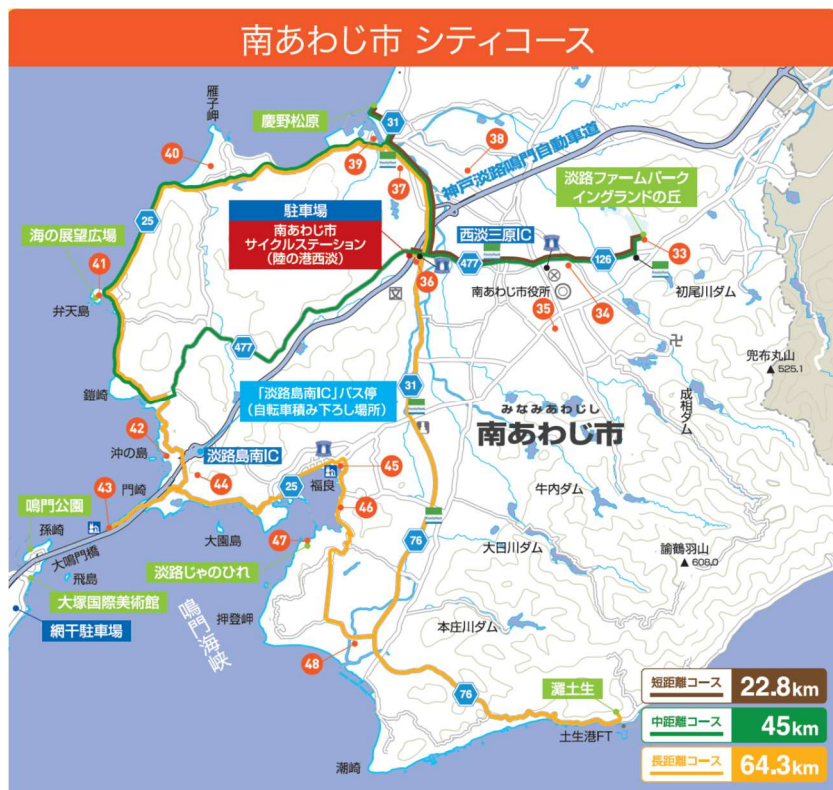 南あわじ市 シティコース
雁子岬
慶野松原
31
38
40
39
37
神戸淡路鳴門自動車道
淡路ファームパーク
イングランドの丘
25
駐車場
南あわじ市
サイクルステーション
(陸の港西淡)
西淡三原IC
海の展望広場
41
477
126
33
36
南あわじ市役所
初尾川ダム
弁天島
35
34
卍
477
兜布丸山
▲525.1
鎧崎
「淡路島南IC」バス停
(自転車積み下ろし場所)
31
みなみあわじし
南あわじ市
成相ダム
42
沖の島
淡路島南IC
45
43
門崎
44
25
福良
46
牛内ダム
鳴門公園
孫崎
大鳴門橋
大園島
47
76
大日川ダム
諭鶴羽山
▲608.0
飛島
淡路じゃのひれ
大塚国際美術館
鳴門海峡
押登岬
網干駐車場
本庄川ダム
48
76
灘土生
土生港FT
潮崎
短距離コース 22.8km
中距離コース 45km
長距離コース 64.3km